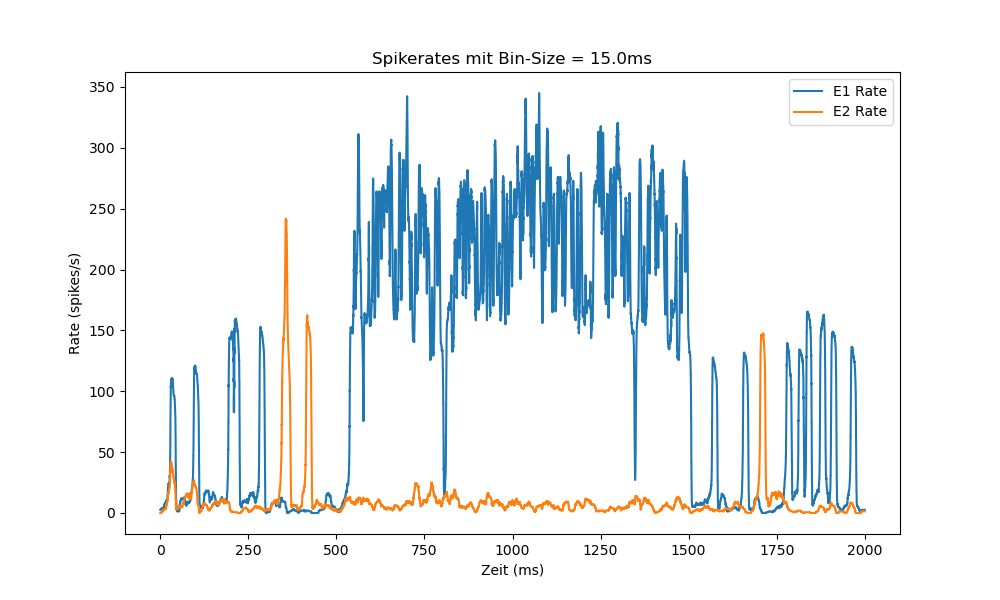 Spikerates mit Bin-Size = 15.0ms
E1 Rate
E2 Rate
350
300
250
200
150
100
50
0
Rate (spikes/s)
0 250 500 750 1000 1250 1500 1750 2000
Zeit (ms)